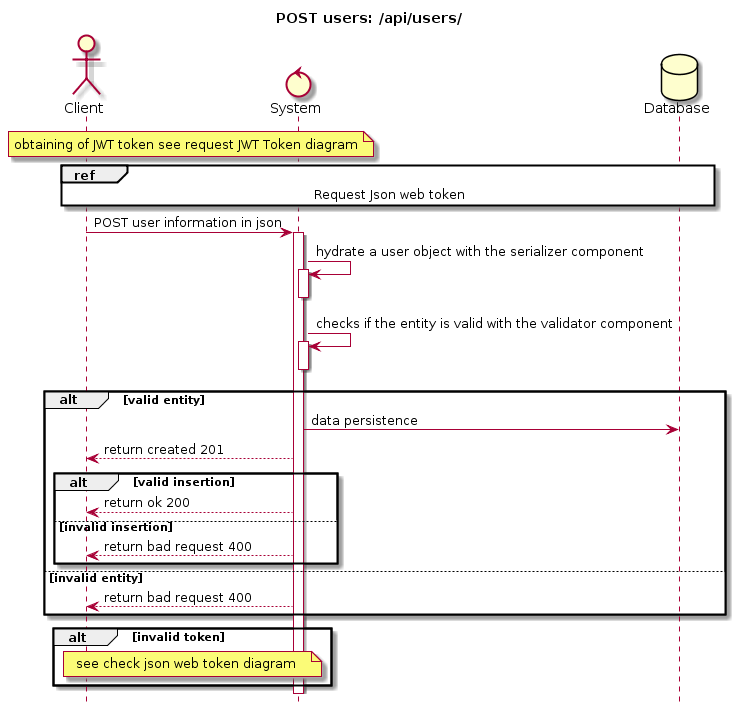 POST users: /api/users/
Client
System
Database
obtaining of JWT token see request JWT Token diagram
ref
Request Json web token
POST user information in json
hydrate a user object with the serializer component
checks if the entity is valid with the validator component
alt [valid entity]
data persistence
return created 201
alt [valid insertion]
return ok 200
[invalid insertion]
return bad request 400
[invalid entity]
return bad request 400
alt [invalid token]
see check json web token diagram